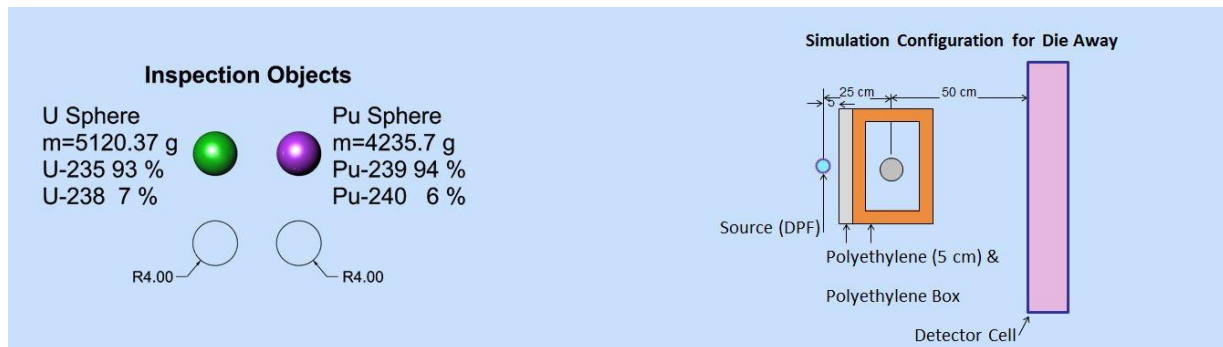 Inspection Objects
U Sphere
m=5120.37 g
U-235 93 %
U-238 7 %
Pu Sphere
m=4235.7 g
Pu-239 94 %
Pu-240 6 %
R4.00
R4.00
Simulation Configuration for Die Away
25 cm
50 cm
5
Source (DPF)
Polyethylene (5 cm) &
Polyethylene Box
Detector Cell